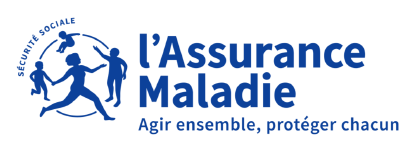 SÉCURITÉ SOCIALE
l'Assurance
Maladie
Agir ensemble, protéger chacun